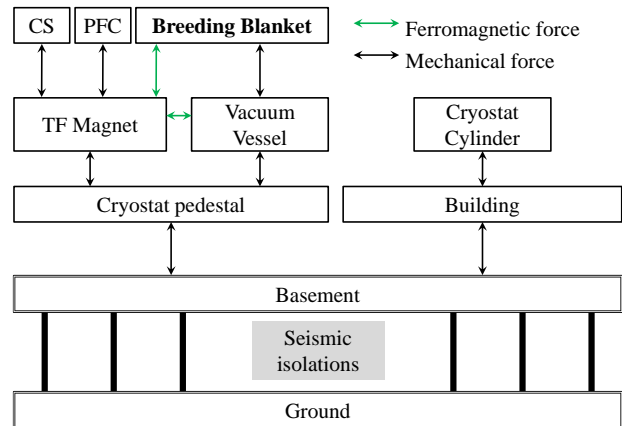 CS
PFC
Breeding Blanket
Ferromagnetic force
Mechanical force
TF Magnet
Vacuum
Vessel
Cryostat
Cylinder
Cryostat pedestal
Building
Basement
Seismic
isolations
Ground